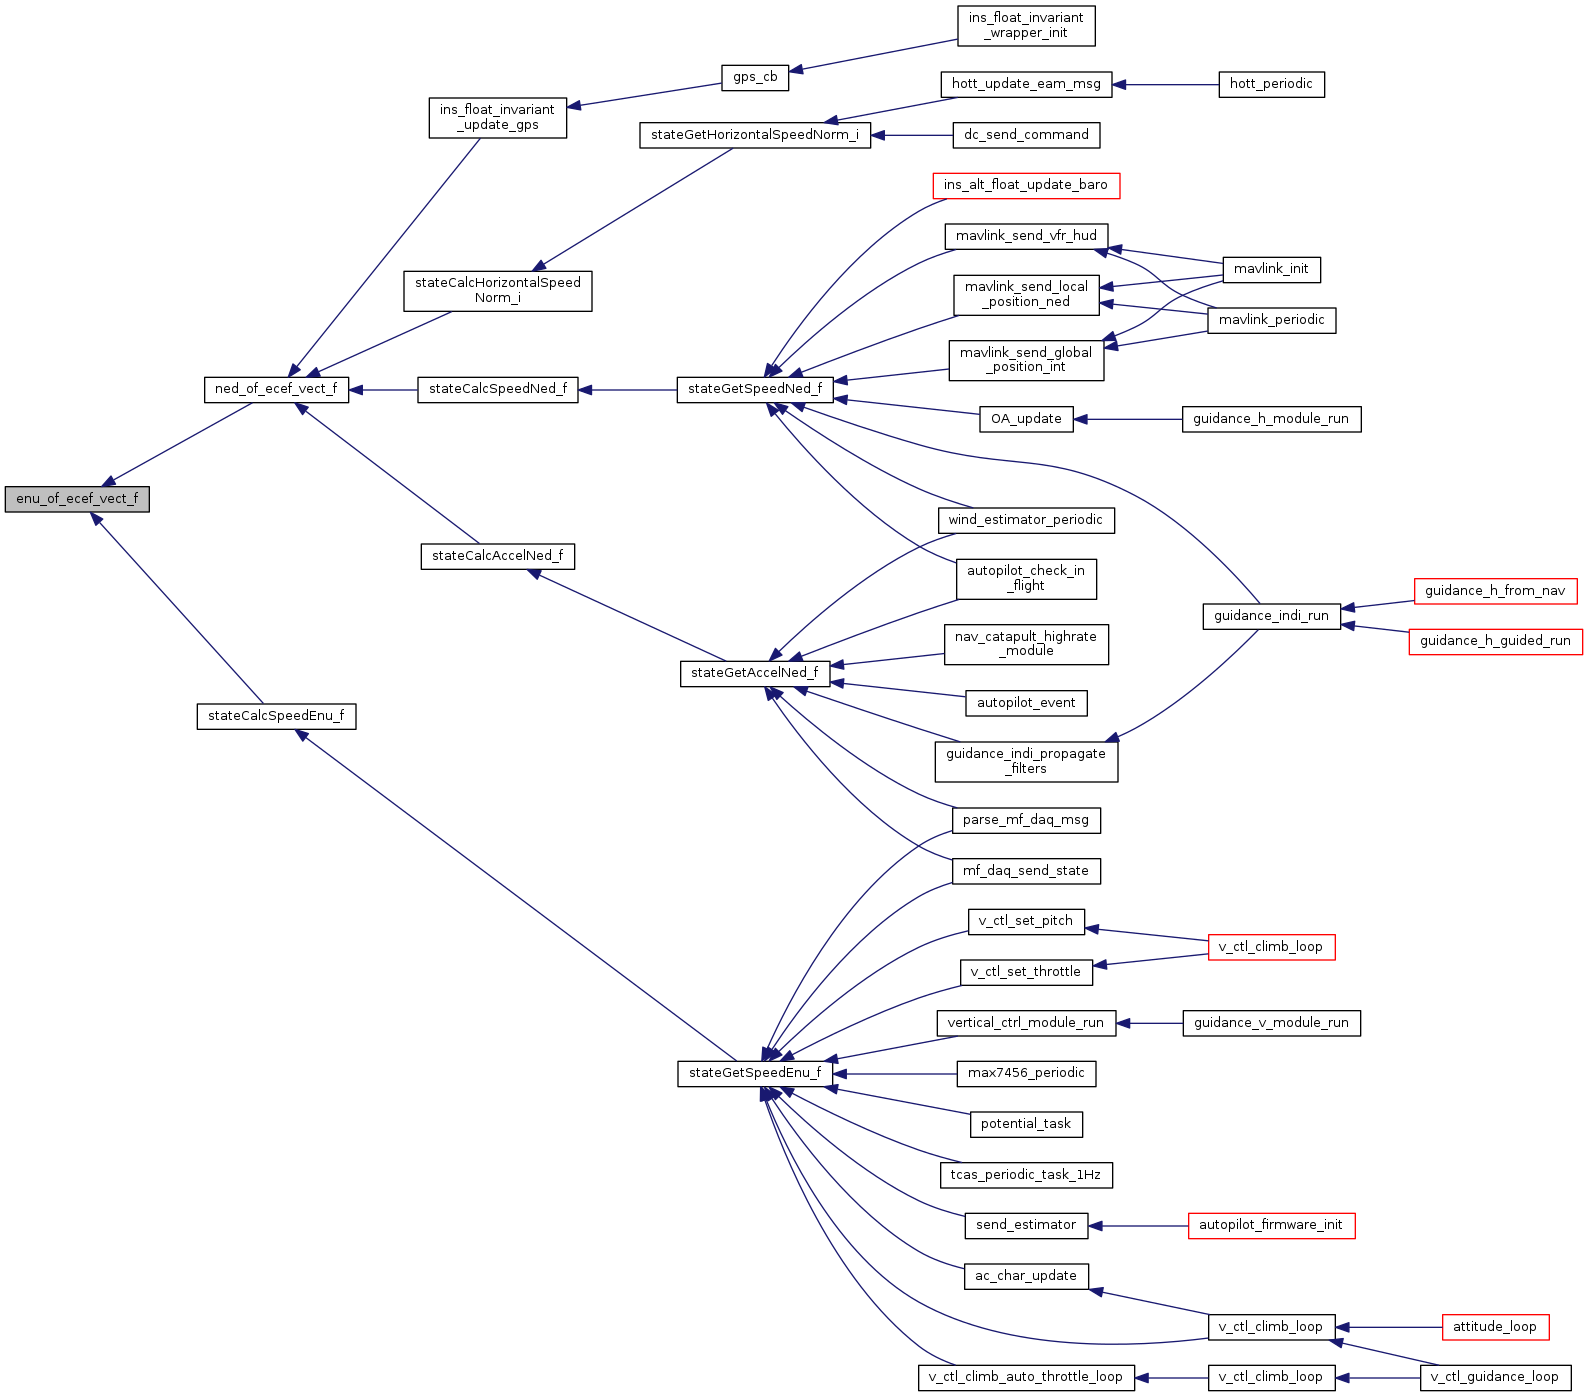 ins_float_invariant
_wrapper_init
gps_cb
hott_update_eam_msg
hott_periodic
ins_float_invariant
_update_gps
stateGetHorizontalSpeedNorm_i
dc_send_command
ins_alt_float_update_baro
mavlink_send_vfr_hud
mavlink_init
stateCalcHorizontalSpeed
Norm_i
mavlink_send_local
_position_ned
mavlink_periodic
mavlink_send_global
_position_int
ned_of_ecef_vect_f
stateCalcSpeedNed_f
stateGetSpeedNed_f
OA_update
guidance_h_module_run
enu_of_ecef_vect_f
wind_estimator_periodic
stateCalcAccelNed_f
autopilot_check_in
_flight
guidance_h_from_nav
guidance_indi_run
guidance_h_guided_run
nav_catapult_highrate
_module
stateGetAccelNed_f
autopilot_event
stateCalcSpeedEnu_f
guidance_indi_propagate
_filters
parse_mf_daq_msg
mf_daq_send_state
v_ctl_set_pitch
v_ctl_climb_loop
v_ctl_set_throttle
vertical_ctrl_module_run
guidance_v_module_run
stateGetSpeedEnu_f
max7456_periodic
potential_task
tcas_periodic_task_1Hz
send_estimator
autopilot_firmware_init
ac_char_update
v_ctl_climb_loop
attitude_loop
v_ctl_climb_auto_throttle_loop
v_ctl_climb_loop
v_ctl_guidance_loop